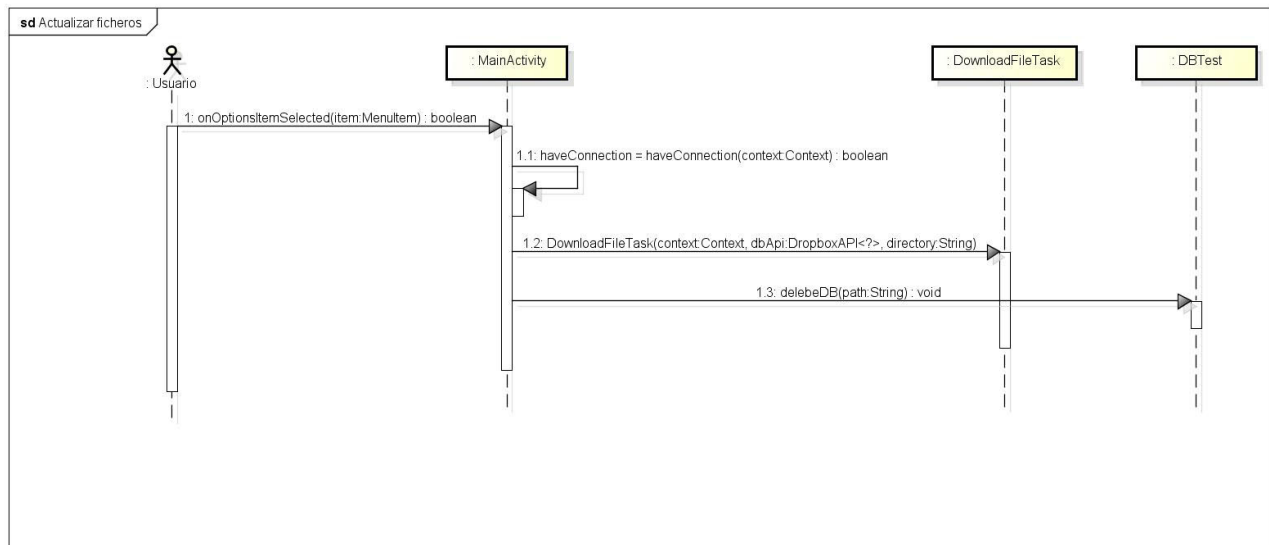 sd Actualizar ficheros
: Usuario
: MainActivity
: DownloadFileTask
: DBTest
1: onOptionsItemSelected(item:MenuItem) : boolean
1.1: haveConnection = haveConnection(context:Context) : boolean
1.2: DownloadFileTask(context:Context, dbApi:DropboxAPI<?>, directory:String)
1.3: delebeDB(path:String) : void